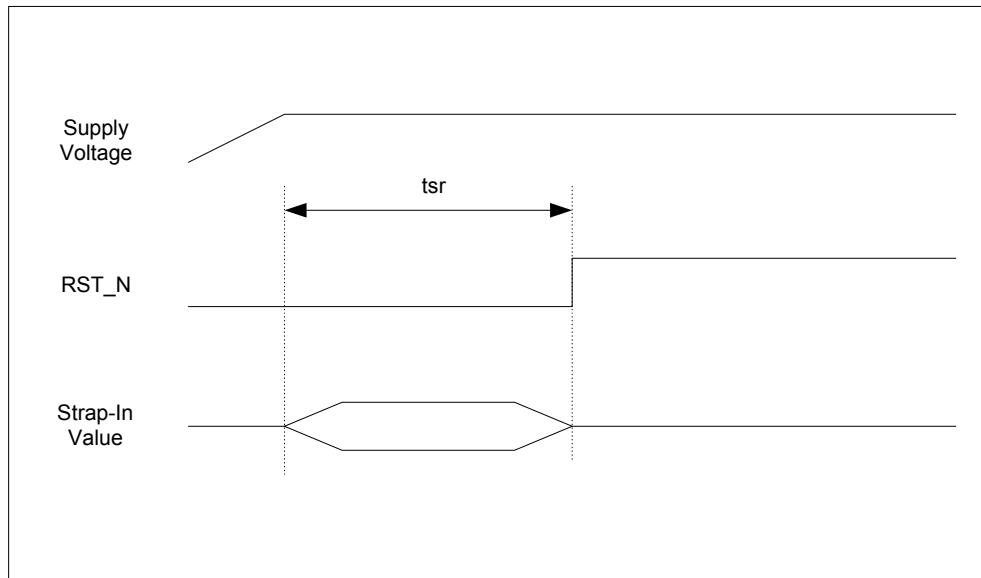 Supply
Voltage
tsr
RST_N
Strap-In
Value